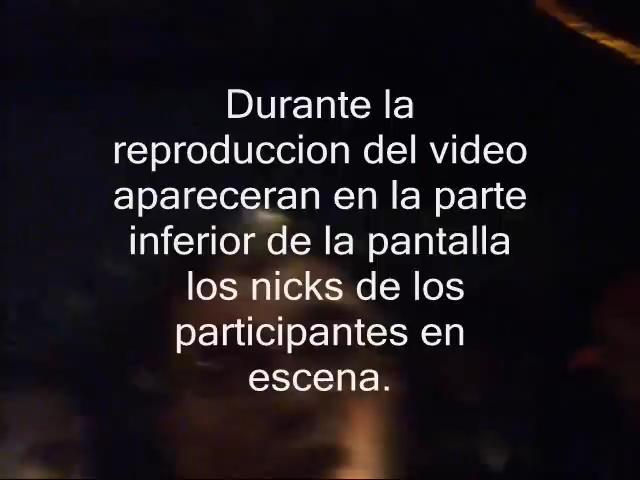 Durante la
reproduccion del video
apareceran en la parte
inferior de la pantalla
los nicks de los
participantes en
escena.